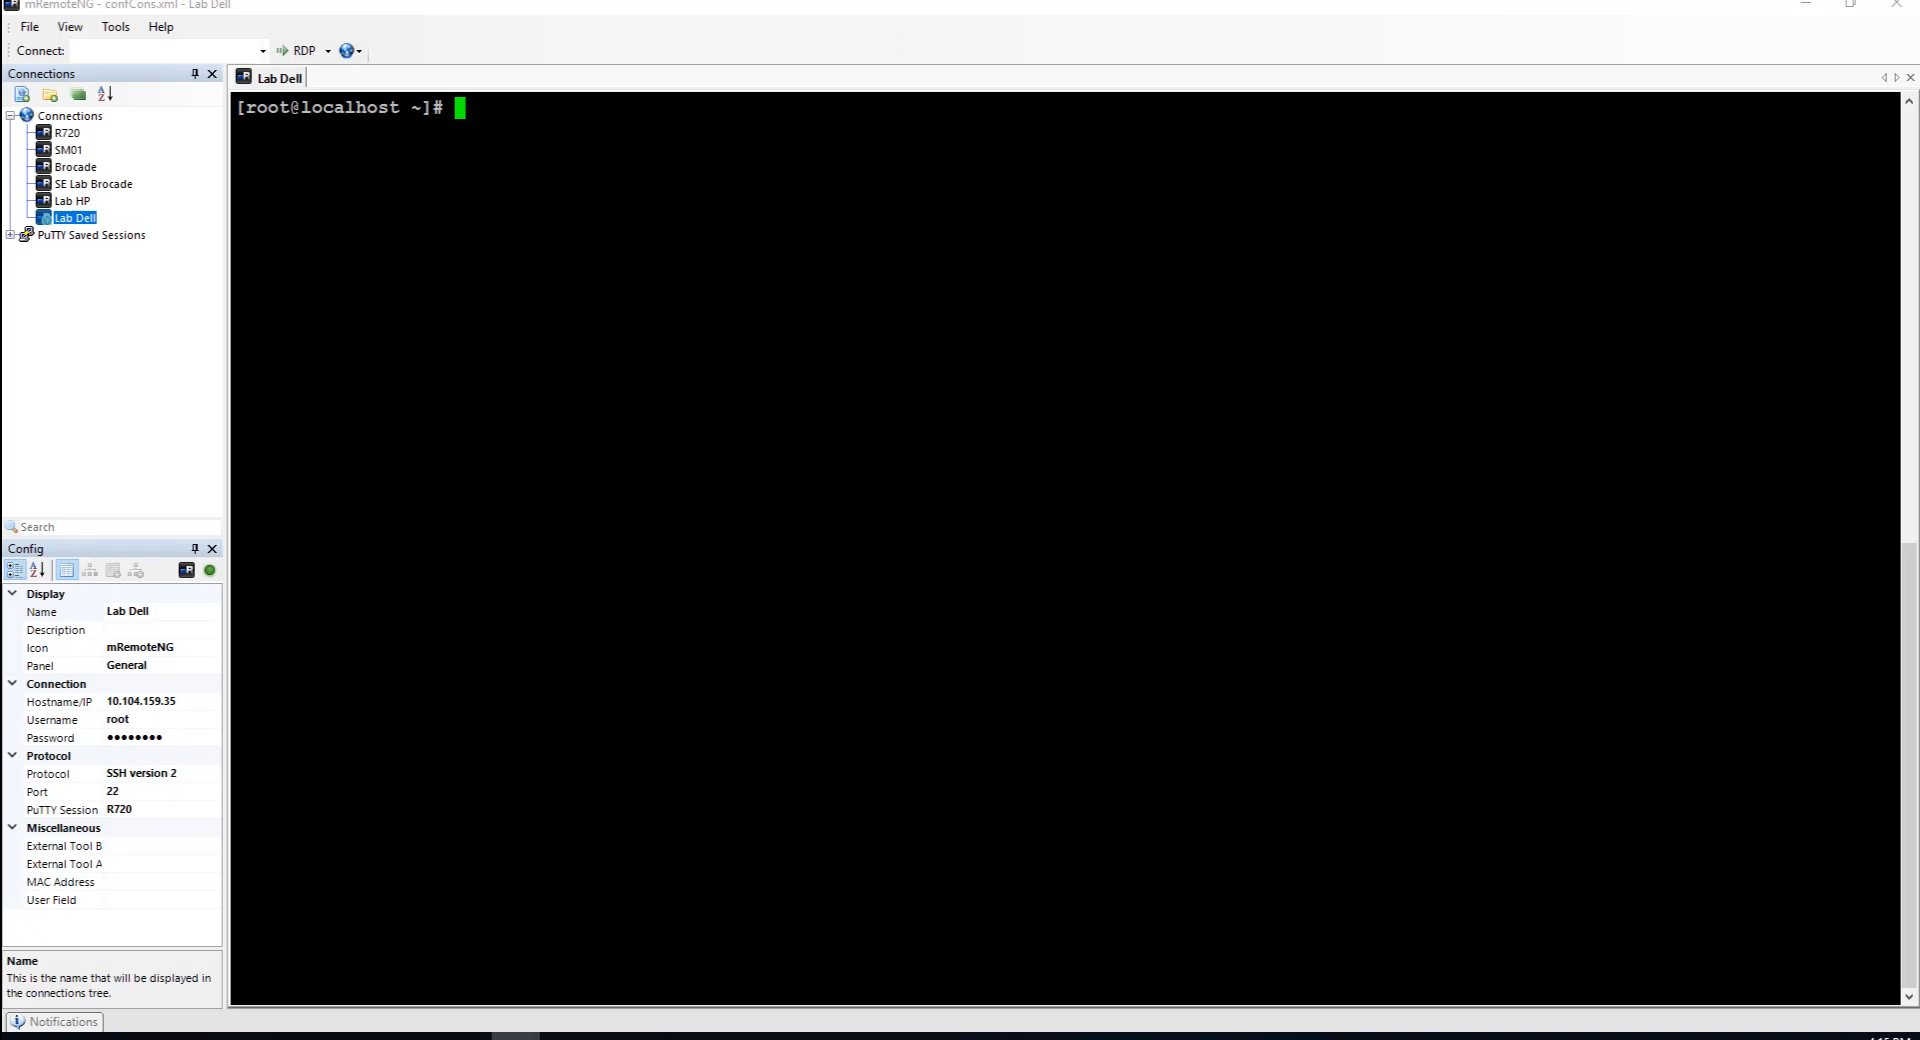 mRemoteNG - confCons.xml - Lab Dell
File View Tools Help
Connect: RDP
Connections
Connections
R720
SM01
Brocade
SE Lab Brocade
Lab HP
Lab Dell
PuTTY Saved Sessions
Search
Config
Display
Name Lab Dell
Description
Icon mRemoteNG
Panel General
Connection
Hostname/IP 10.104.159.35
Username root
Password ●●●●●●●●
Protocol
Protocol SSH version 2
Port 22
PuTTY Session R720
Miscellaneous
External Tool B
External Tool A
MAC Address
User Field
Name
This is the name that will be displayed in
the connections tree.
Notifications
Lab Dell
[root@localhost ~]#